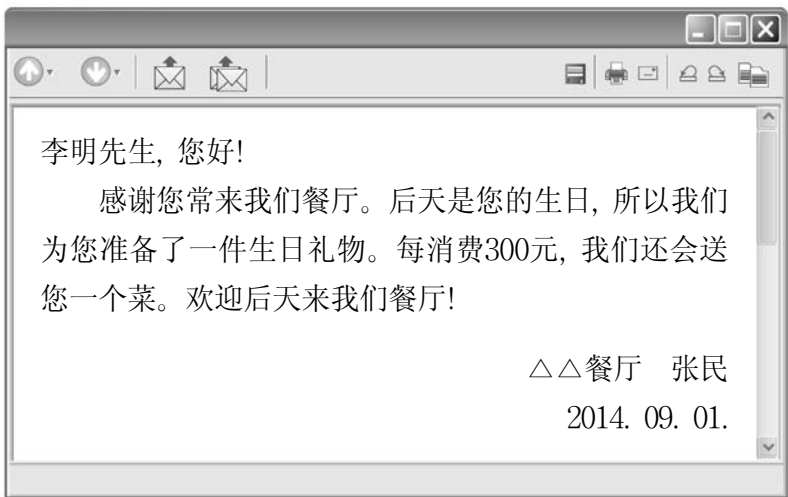 李明先生, 您好!
感谢您常来我们餐厅。后天是您的生日, 所以我们
为您准备了一件生日礼物。每消费300元, 我们还会送
您一个菜。欢迎后天来我们餐厅!
△△餐厅 张民
2014. 09. 01.